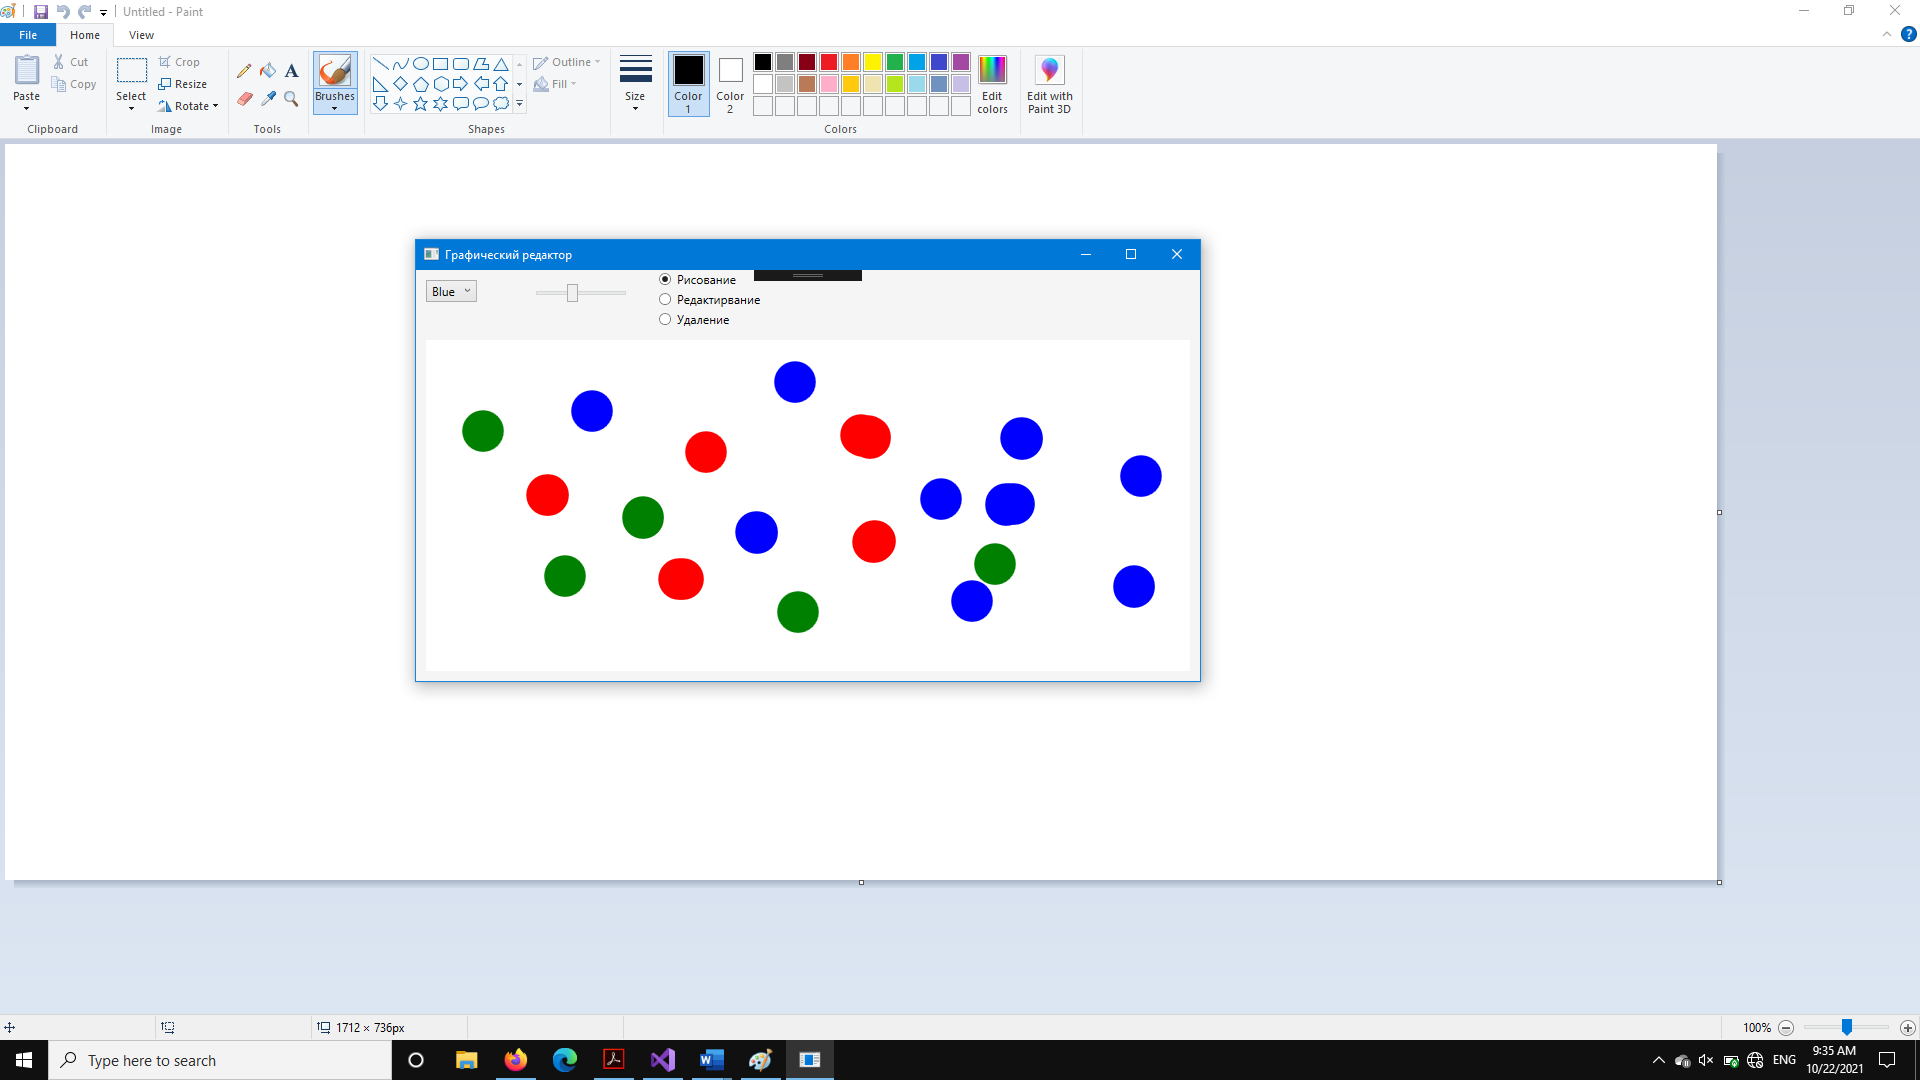 Untitled - Paint
File Home View
Paste
Cut
Copy
Clipboard
Select
Crop
Resize
Rotate
Image
A
Tools
Brushes
Outline
Fill
Shapes
Size
Color 1
Color 2
Edit colors
Colors
Edit with Paint 3D
Графический редактор
Blue
Рисование
Редактирвание
Удаление
1712 × 736px
100%
Type here to search
ENG
9:35 AM
10/22/2021